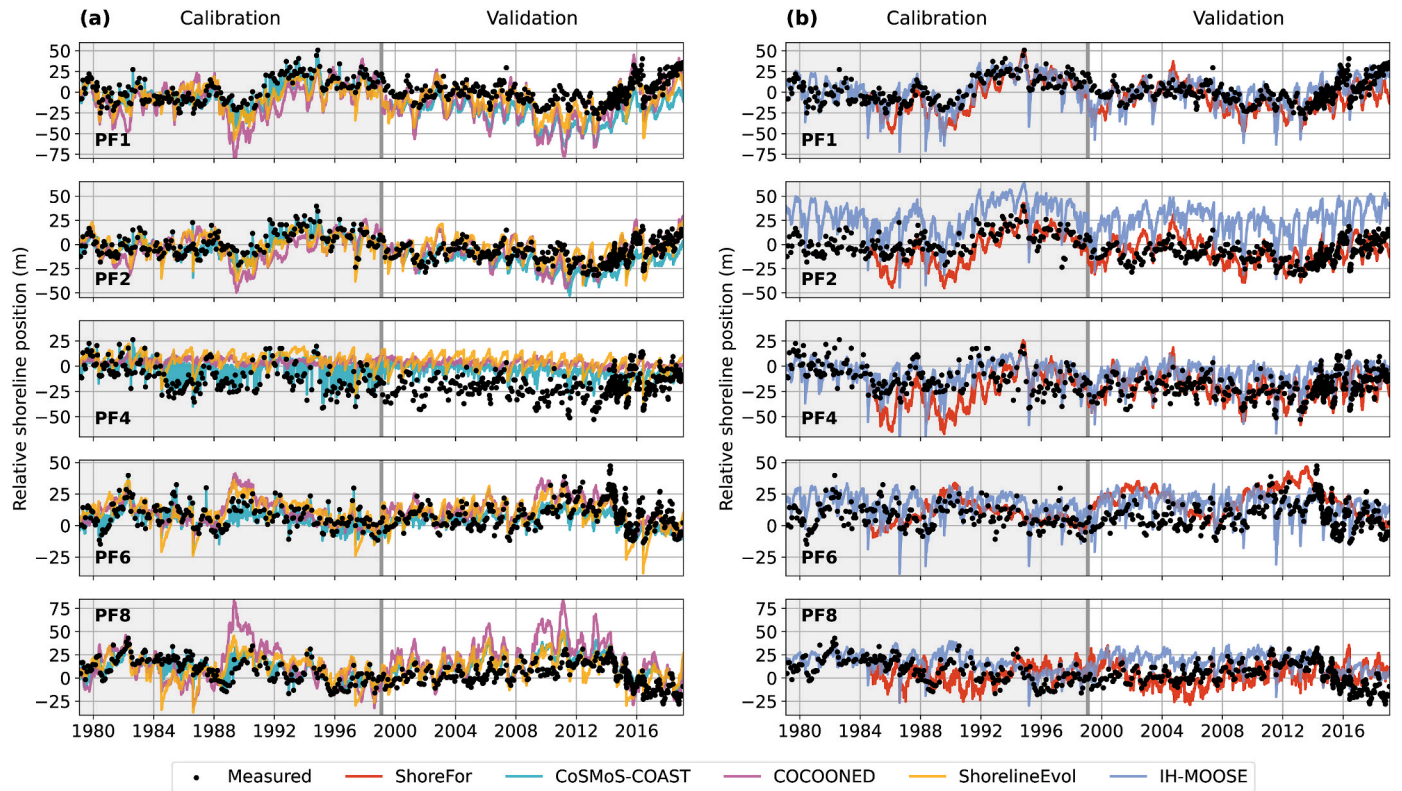 (a) Calibration Validation
(b) Calibration Validation
Relative shoreline position (m)
50
25
0
−25
−50
−75
PF1
50
25
0
−25
−50
PF2
25
0
−25
−50
PF4
50
25
0
−25
PF6
75
50
25
0
−25
PF8
1980 1984 1988 1992 1996 2000 2004 2008 2012 2016
Relative shoreline position (m)
50
25
0
−25
−50
−75
PF1
50
25
0
−25
−50
PF2
25
0
−25
−50
PF4
50
25
0
−25
PF6
75
50
25
0
−25
PF8
1980 1984 1988 1992 1996 2000 2004 2008 2012 2016
Measured ShoreFor CoSMoS-COAST COCOONED ShorelineEvol IH-MOOSE